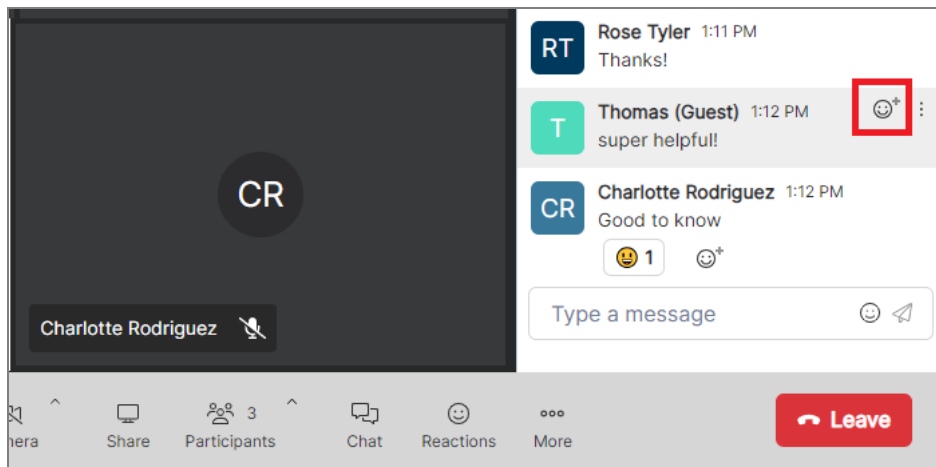 RT
Rose Tyler 1:11 PM
Thanks!
T
Thomas (Guest) 1:12 PM
super helpful!
CR
CR
Charlotte Rodriguez 1:12 PM
Good to know
😃 1
Type a message
Charlotte Rodriguez
3
nera
Share
Participants
Chat
Reactions
More
Leave